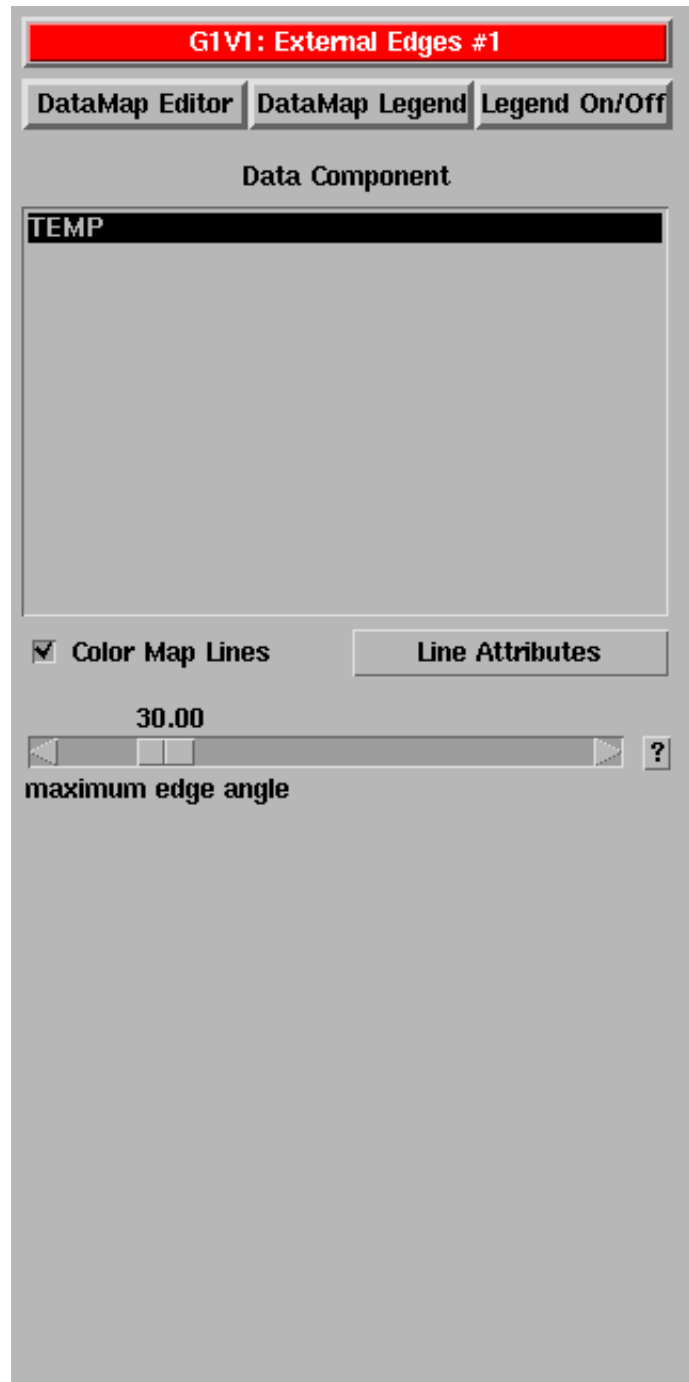 G1V1: External Edges #1
DataMap Editor DataMap Legend Legend On/Off
Data Component
TEMP
Color Map Lines Line Attributes
30.00
?
maximum edge angle